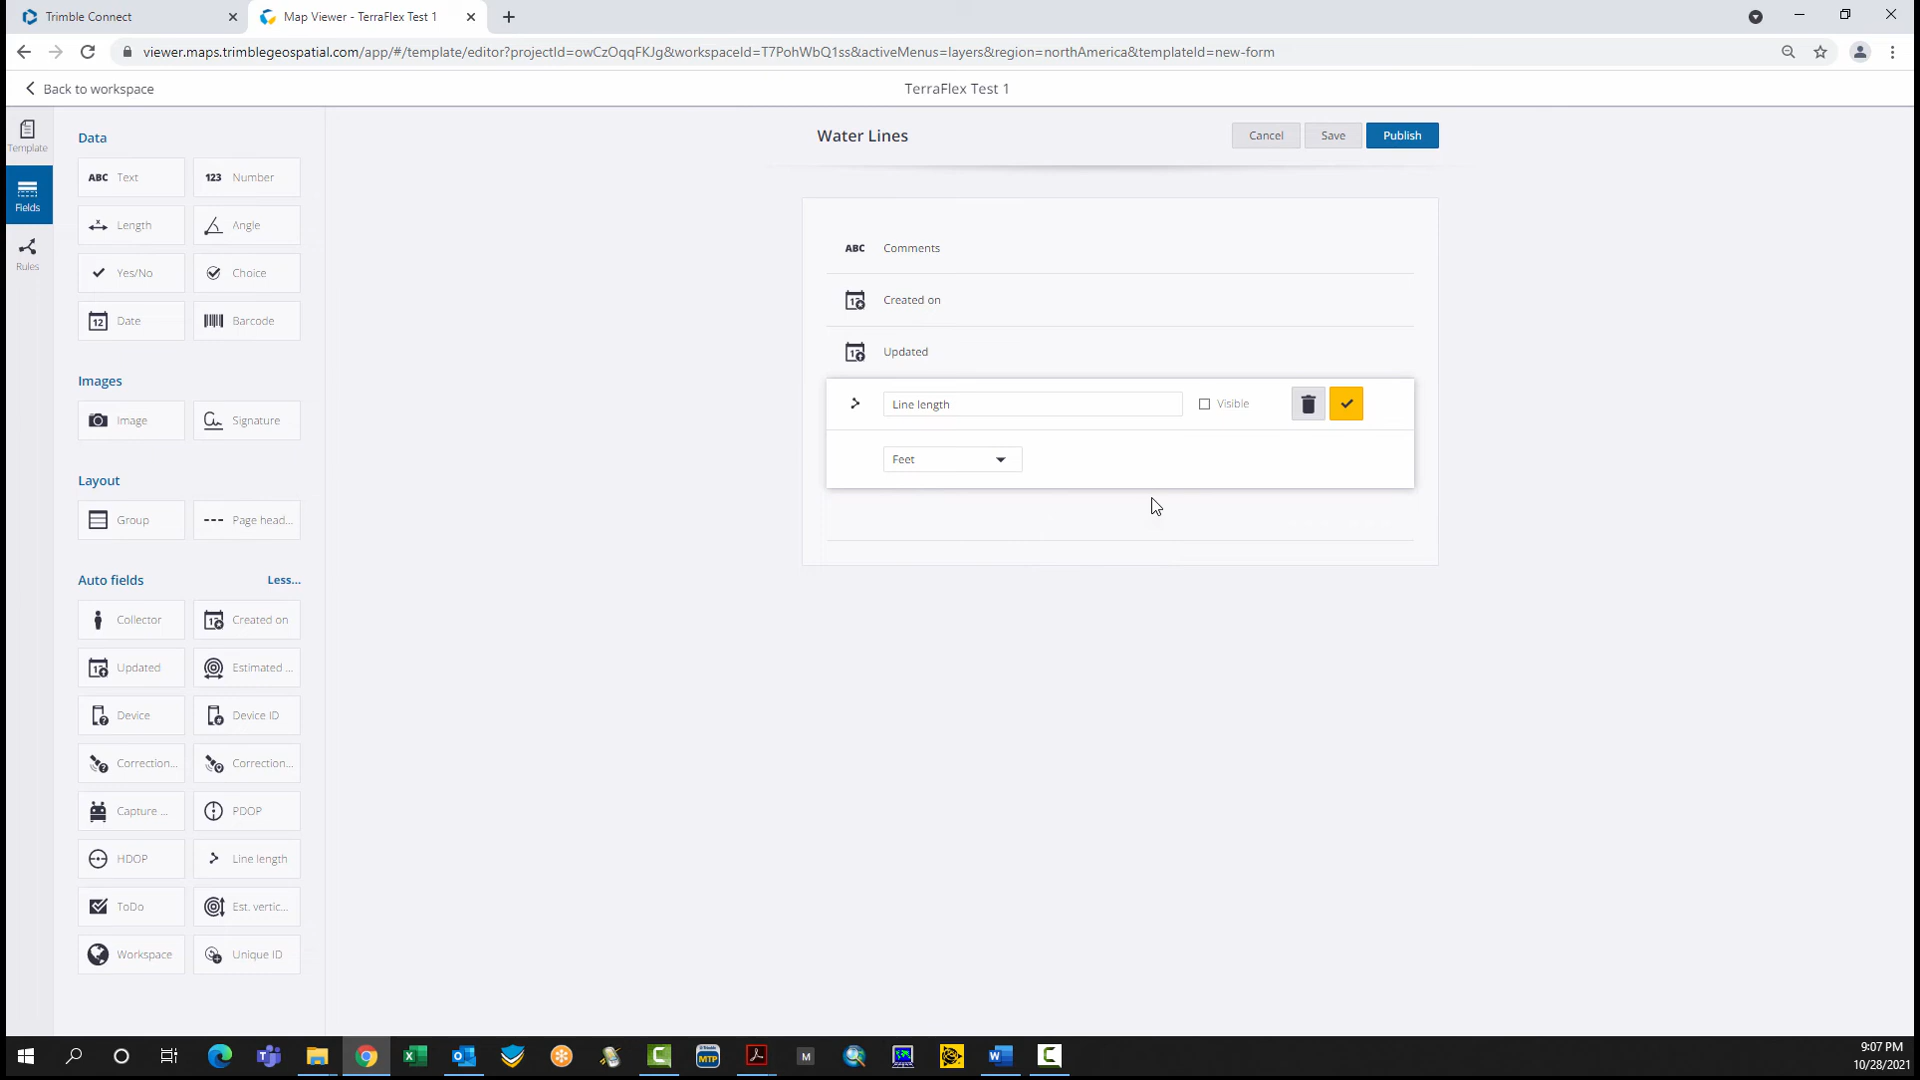 Trimble Connect
Map Viewer - TerraFlex Test 1
viewer.maps.trimblegeospatial.com/app/#/template/editor?projectId=owCzOqqFKJg&workspaceId=T7PohWbQ1ss&activeMenus=layers&region=northAmerica&templateId=new-form
Back to workspace
TerraFlex Test 1
Template
Fields
Rules
Data
ABC Text
123 Number
Length
Angle
Yes/No
Choice
12 Date
Barcode
Images
Image
Signature
Layout
Group
Page head...
Auto fields
Less...
Collector
Created on
Updated
Estimated ...
Device
Device ID
Correction...
Correction...
Capture ...
PDOP
HDOP
Line length
ToDo
Est. vertic...
Workspace
Unique ID
Water Lines
Cancel
Save
Publish
ABC Comments
Created on
Updated
Line length
Visible
Feet
MTP
M
9:07 PM
10/28/2021